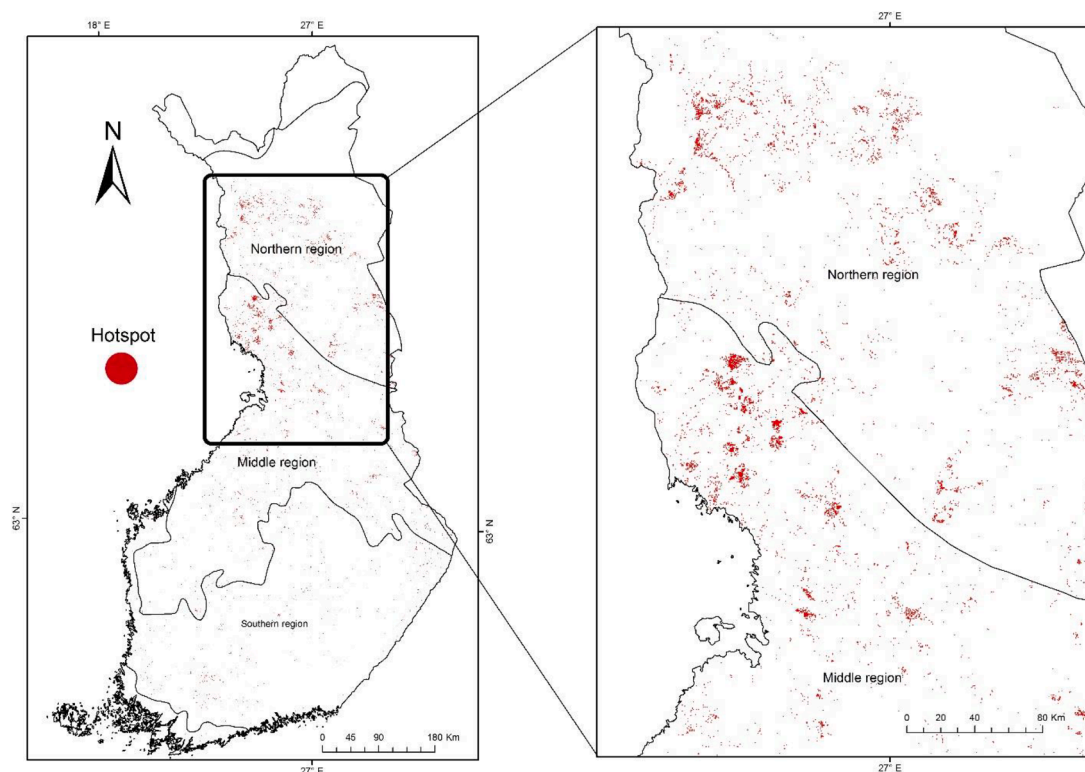 18° E
27° E
27° E
N
Northern region
Hotspot
Northern region
Middle region
63° N
63° N
Southern region
Middle region
0 45 90 180 Km
0 20 40 80 Km
27° E
27° E